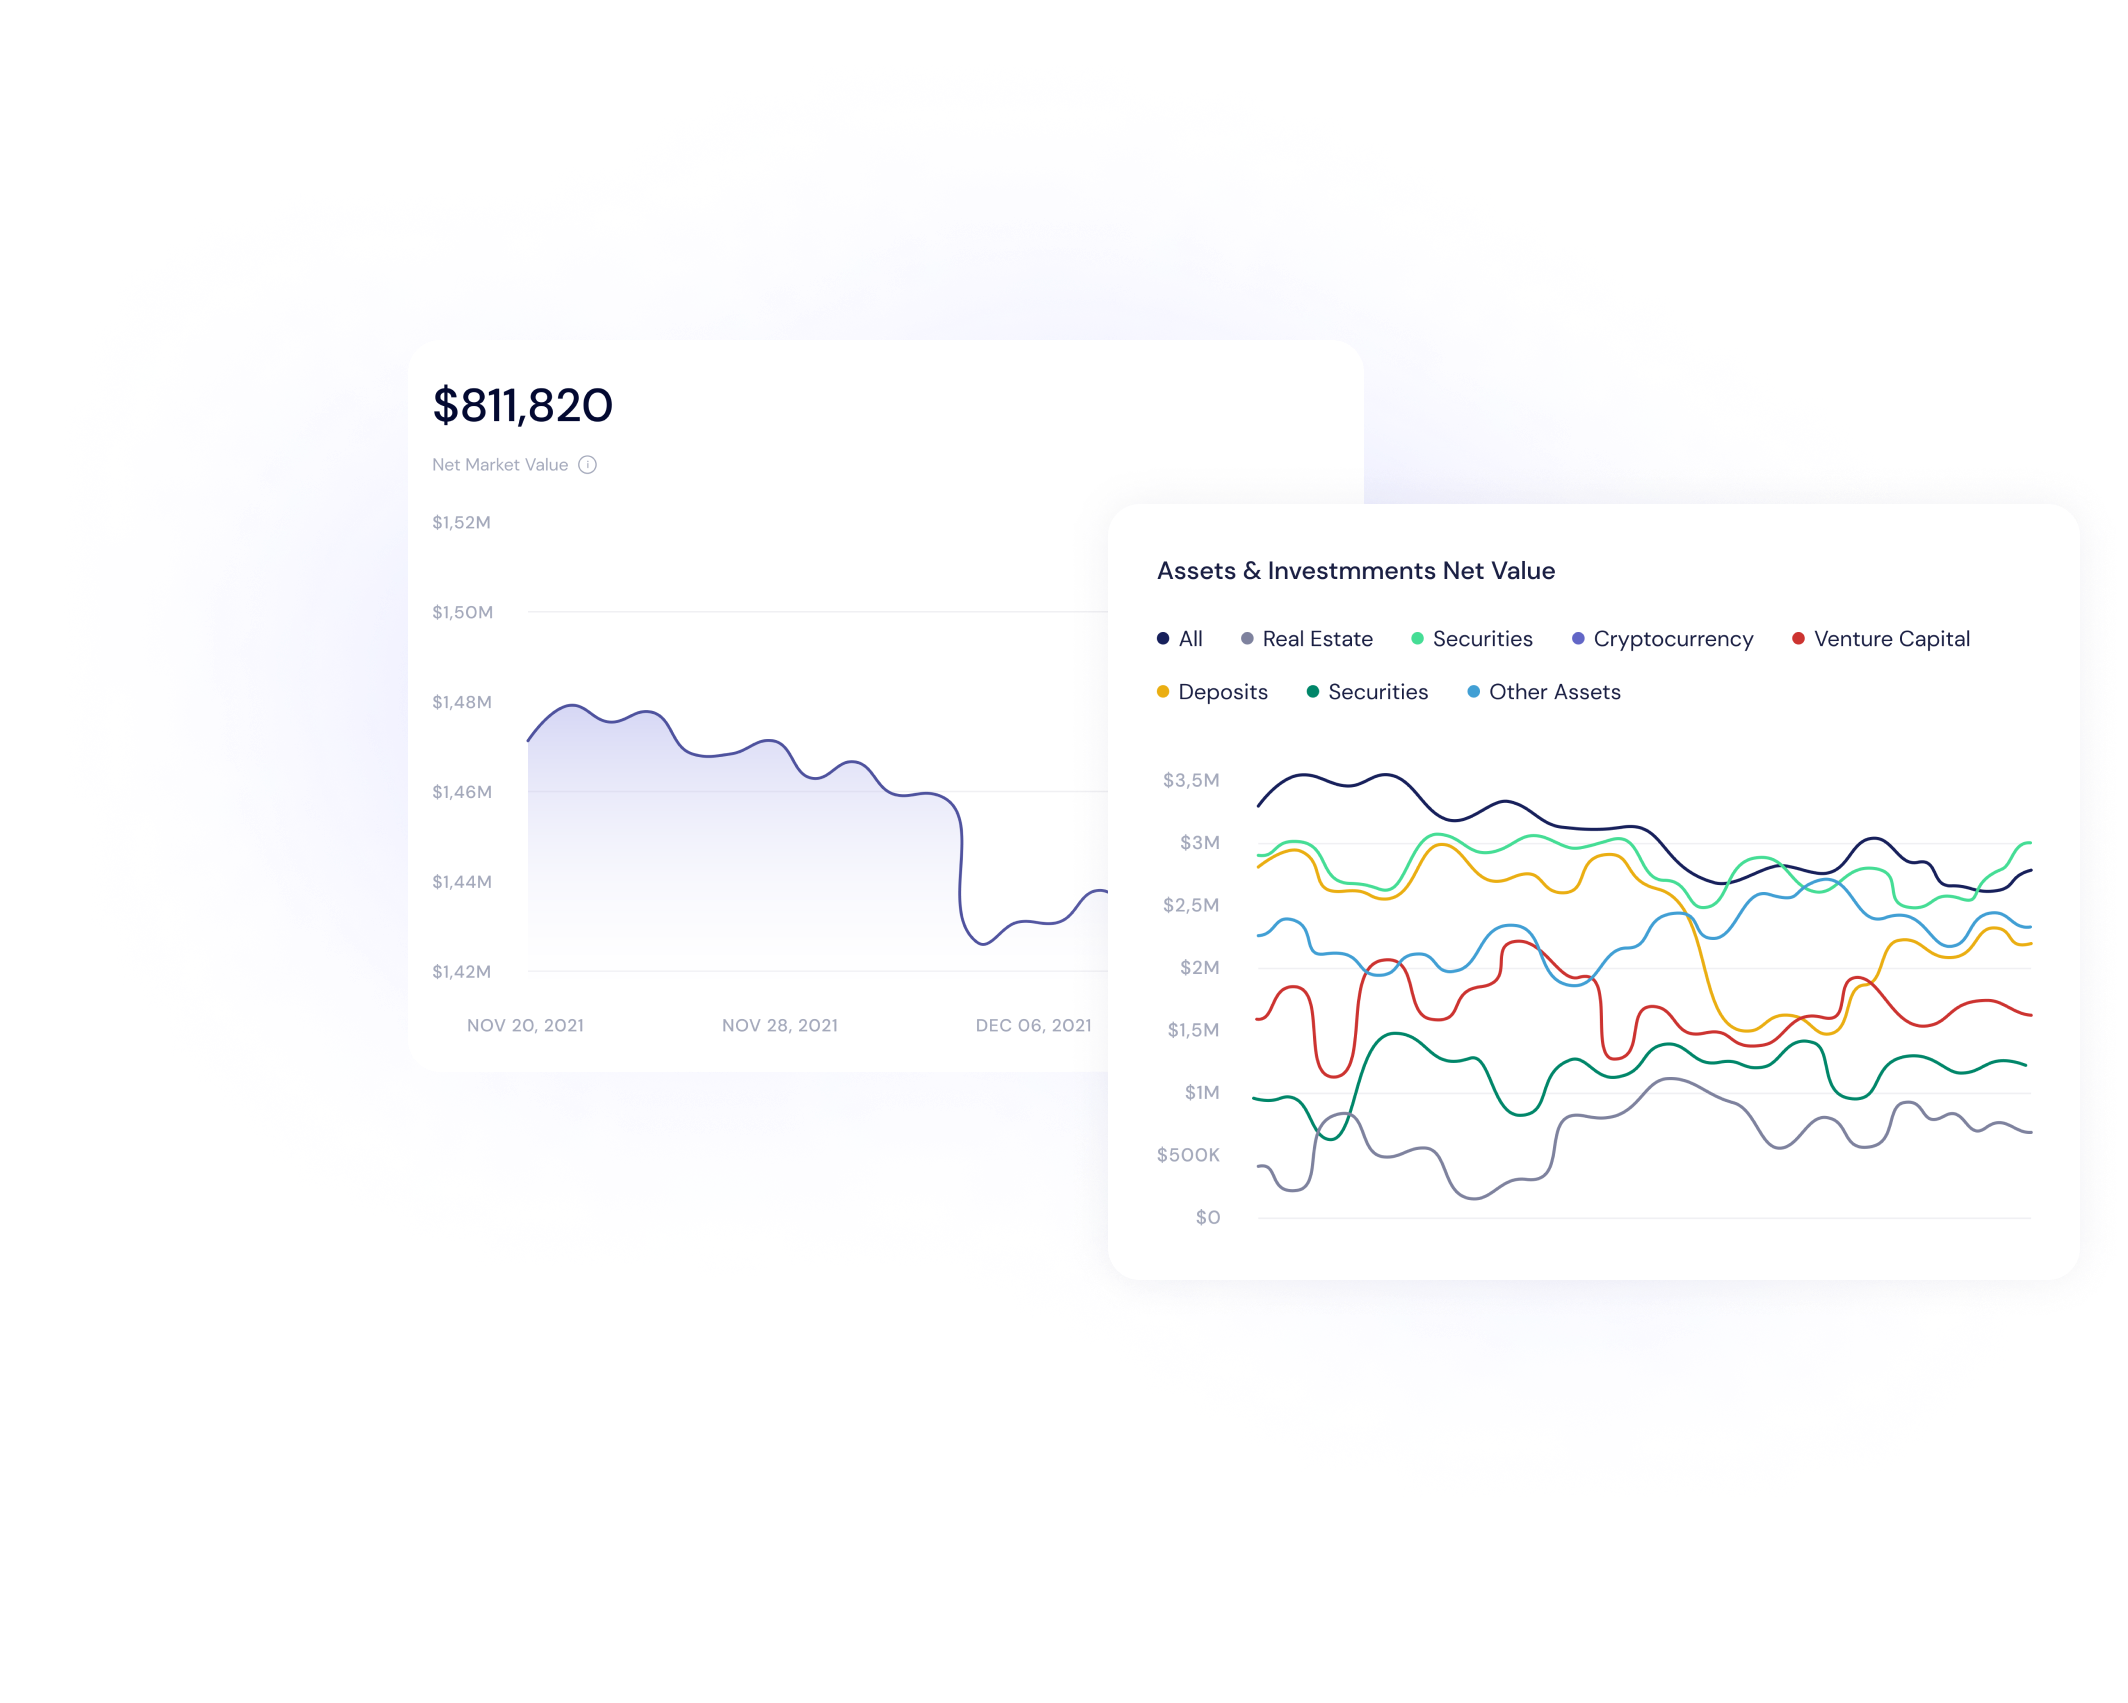 $811,820
Net Market Value
$1,52M
$1,50M
$1,48M
$1,46M
$1,44M
$1,42M
NOV 20, 2021 NOV 28, 2021 DEC 06, 2021
Assets & Investmments Net Value
All Real Estate Securities Cryptocurrency Venture Capital
Deposits Securities Other Assets
$3,5M
$3M
$2,5M
$2M
$1,5M
$1M
$500K
$0